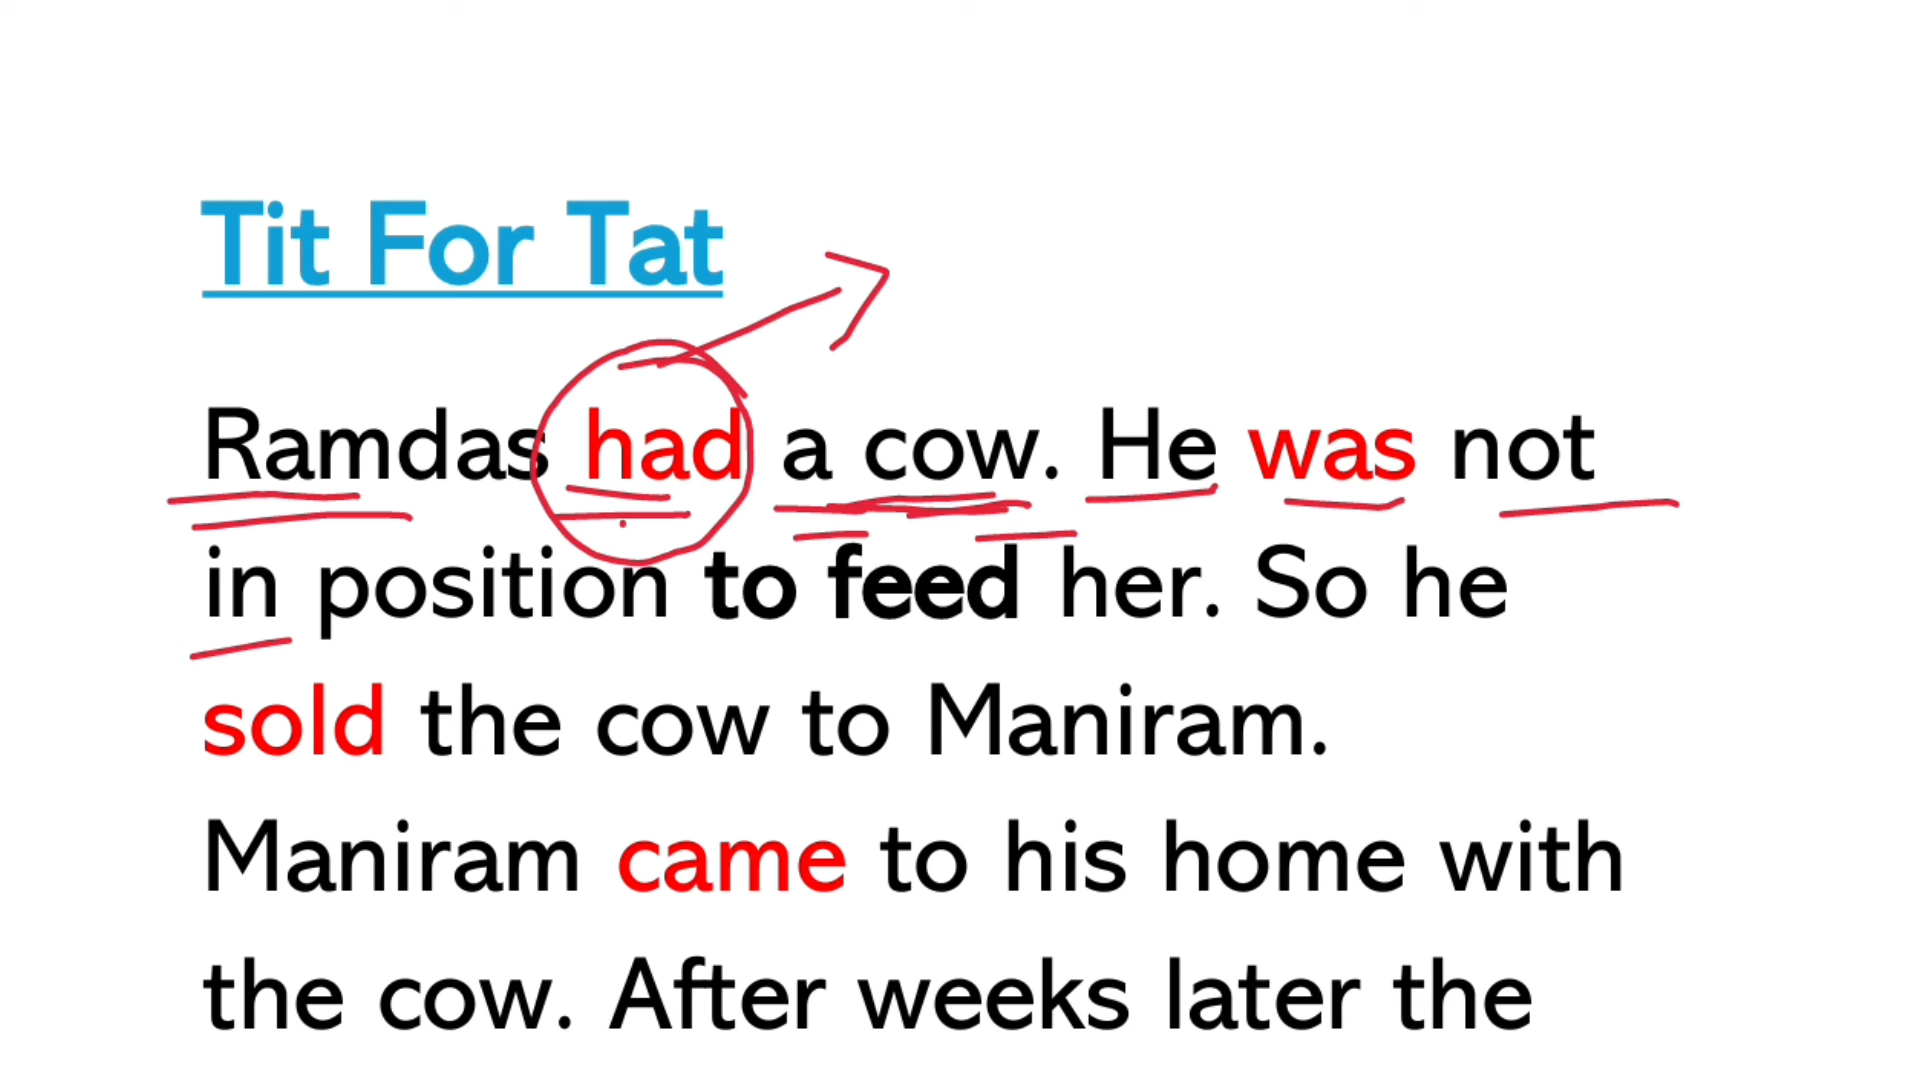 Tit For Tat
Ramdas had a cow. He was not
in position to feed her. So he
sold the cow to Maniram.
Maniram came to his home with
the cow. After weeks later the